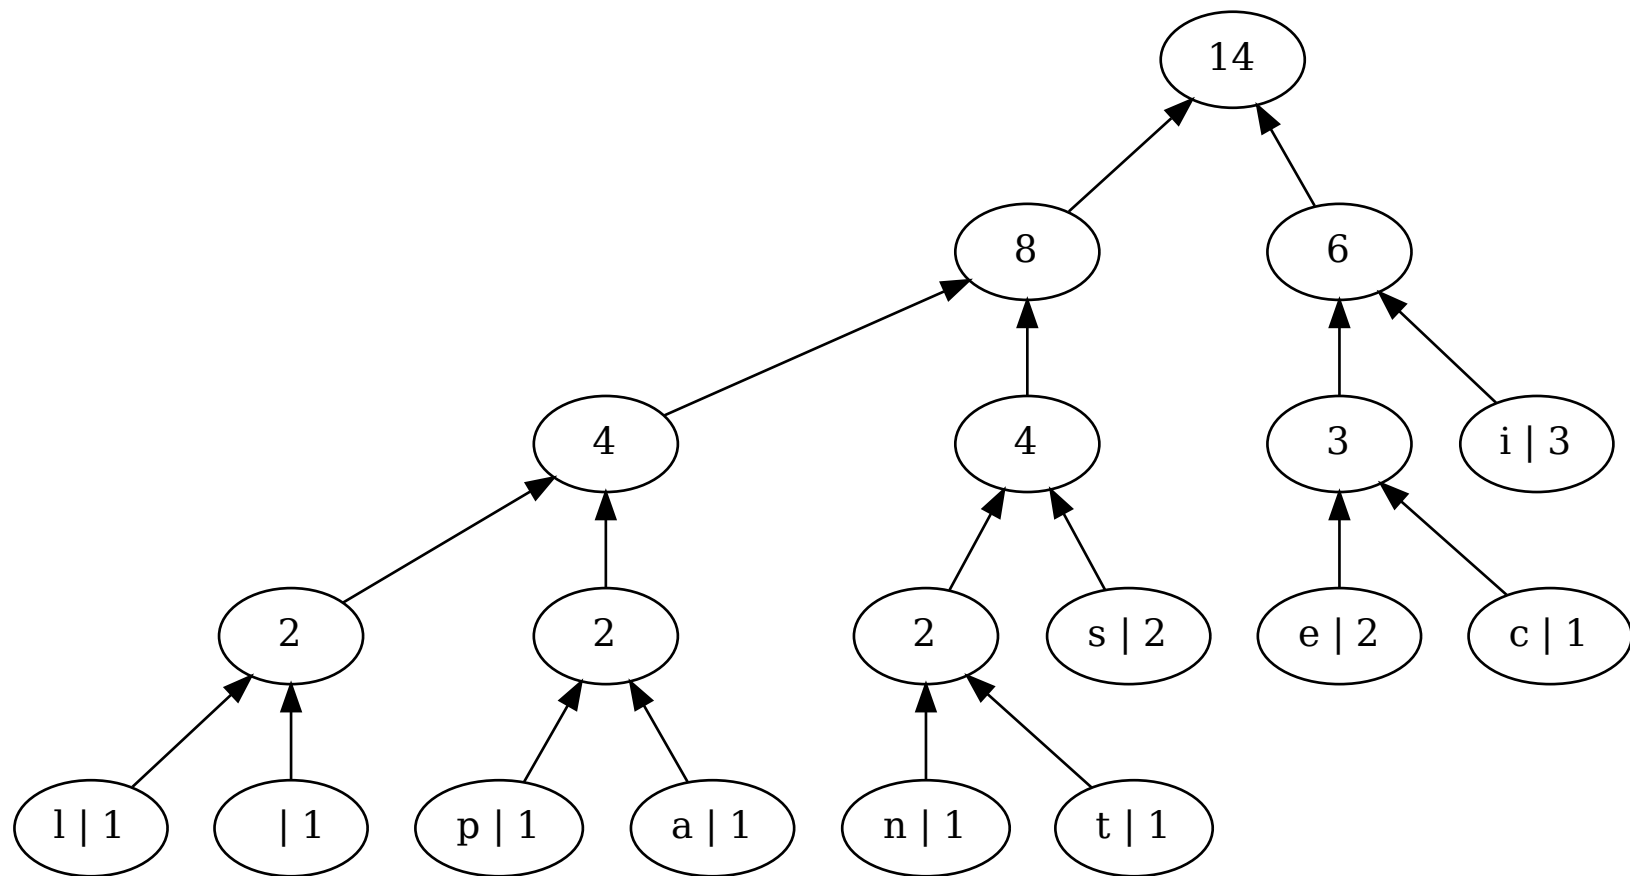 14
8 6
4 4 3 i | 3
2 2 2 s | 2 e | 2 c | 1
l | 1 | 1 p | 1 a | 1 n | 1 t | 1